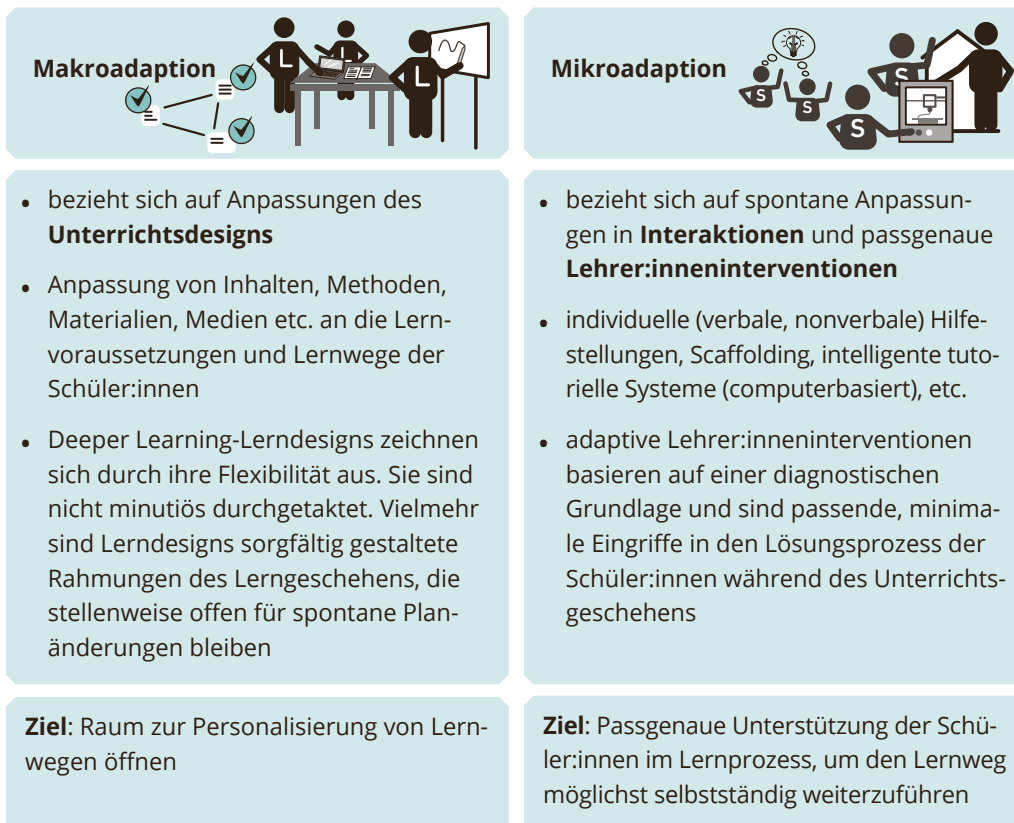 Makroadaption
L
L
L
• bezieht sich auf Anpassungen des
Unterrichtsdesigns
• Anpassung von Inhalten, Methoden,
Materialien, Medien etc. an die Lern-
voraussetzungen und Lernwege der
Schüler:innen
• Deeper Learning-Lerndesigns zeichnen
sich durch ihre Flexibilität aus. Sie sind
nicht minutiös durchgetaktet. Vielmehr
sind Lerndesigns sorgfältig gestaltete
Rahmungen des Lerngeschehens, die
stellenweise offen für spontane Plan-
änderungen bleiben
Ziel: Raum zur Personalisierung von Lern-
wegen öffnen
Mikroadaption
S
S
S
S
• bezieht sich auf spontane Anpassun-
gen in Interaktionen und passgenaue
Lehrer:inneninterventionen
• individuelle (verbale, nonverbale) Hilfe-
stellungen, Scaffolding, intelligente tuto-
rielle Systeme (computerbasiert), etc.
• adaptive Lehrer:inneninterventionen
basieren auf einer diagnostischen
Grundlage und sind passende, minima-
le Eingriffe in den Lösungsprozess der
Schüler:innen während des Unterrichts-
geschehens
Ziel: Passgenaue Unterstützung der Schü-
ler:innen im Lernprozess, um den Lernweg
möglichst selbstständig weiterzuführen